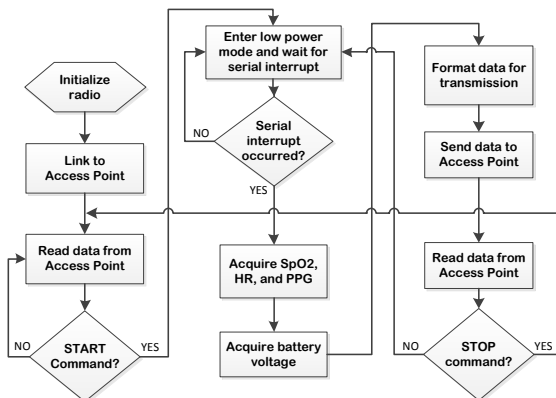 Initialize
radio
Link to
Access Point
Read data from
Access Point
NO
START
Command?
YES
Enter low power
mode and wait for
serial interrupt
NO
Serial
interrupt
occurred?
YES
Acquire SpO2,
HR, and PPG
Acquire battery
voltage
Format data for
transmission
Send data to
Access Point
Read data from
Access Point
NO
STOP
command?
YES